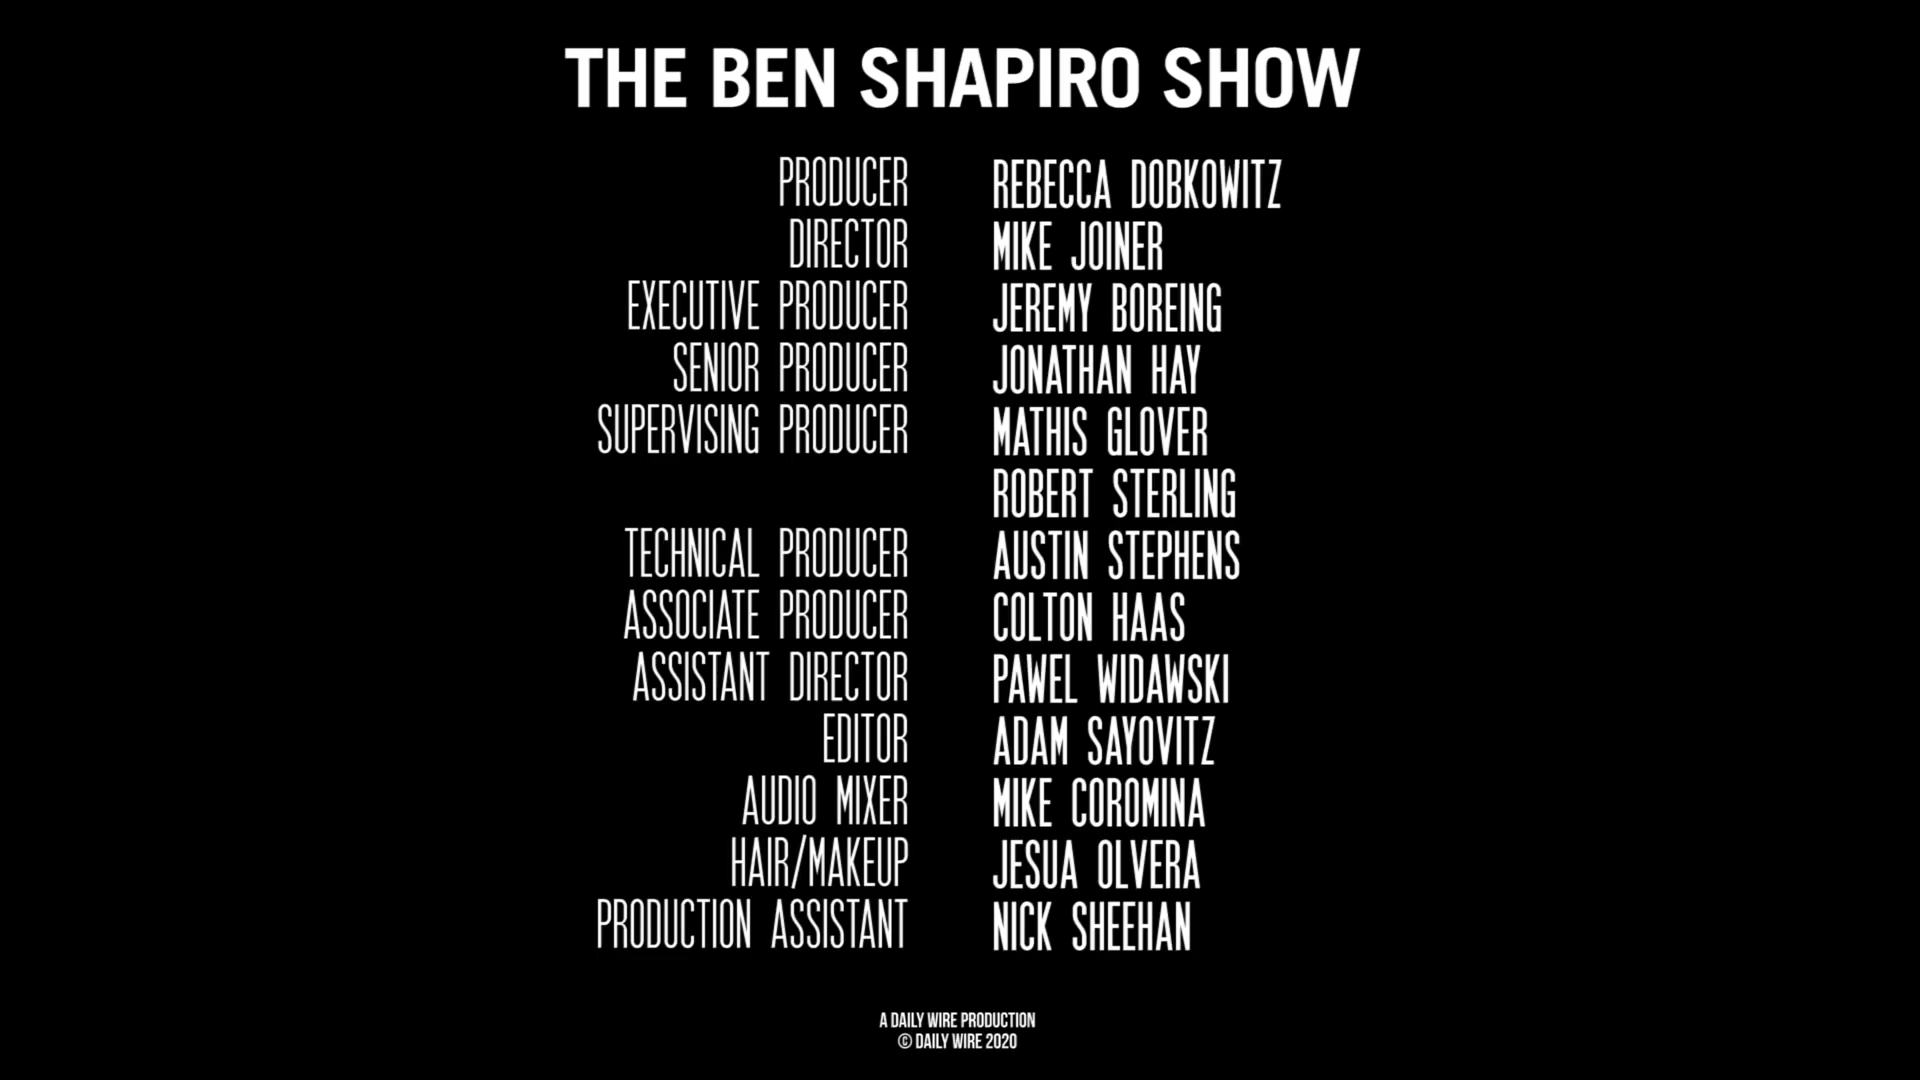 THE BEN SHAPIRO SHOW
PRODUCER REBECCA DOBKOWITZ
DIRECTOR MIKE JOINER
EXECUTIVE PRODUCER JEREMY BOREING
SENIOR PRODUCER JONATHAN HAY
SUPERVISING PRODUCER MATHIS GLOVER
ROBERT STERLING
TECHNICAL PRODUCER AUSTIN STEPHENS
ASSOCIATE PRODUCER COLTON HAAS
ASSISTANT DIRECTOR PAWEL WIDAWSKI
EDITOR ADAM SAYOVITZ
AUDIO MIXER MIKE COROMINA
HAIR/MAKEUP JESUA OLVERA
PRODUCTION ASSISTANT NICK SHEEHAN
A DAILY WIRE PRODUCTION
© DAILY WIRE 2020